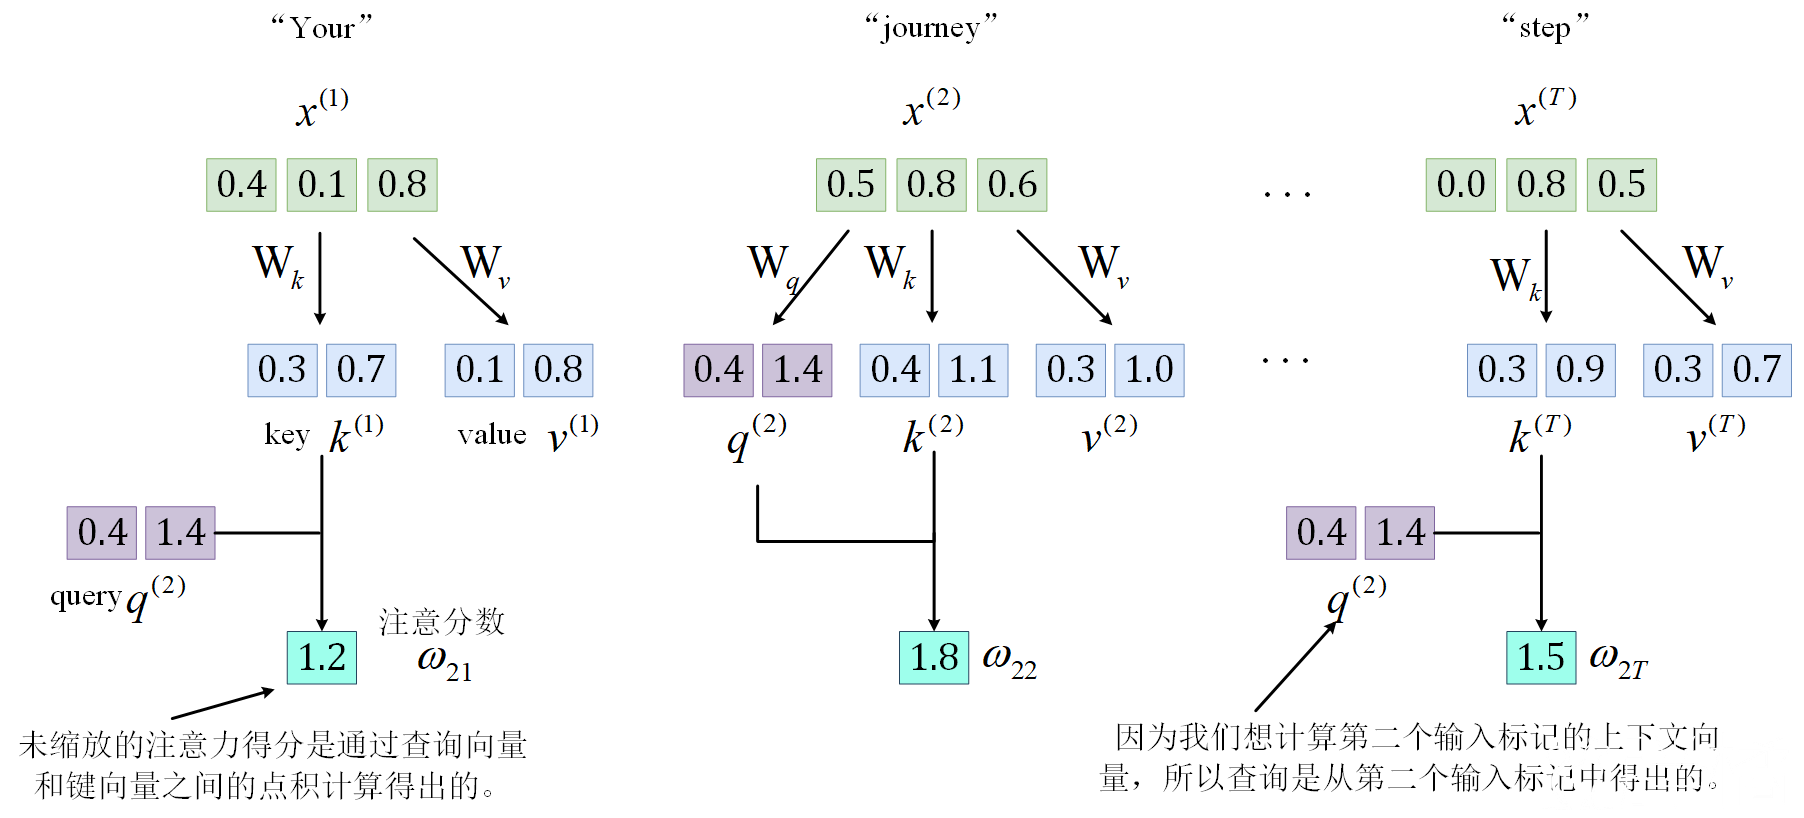 “Your” “journey” “step”
x^(1) x^(2) x^(T)
0.4 0.1 0.8 0.5 0.8 0.6 ... 0.0 0.8 0.5
W_k W_v W_q W_k W_v W_k W_v
0.3 0.7 0.1 0.8 0.4 1.4 0.4 1.1 0.3 1.0 ... 0.3 0.9 0.3 0.7
key k^(1) value v^(1) q^(2) k^(2) v^(2) k^(T) v^(T)
0.4 1.4 0.4 1.4
query q^(2) q^(2)
注意分数
1.2 ω_21 1.8 ω_22 1.5 ω_2T
未缩放的注意力得分是通过查询向量
和键向量之间的点积计算得出的。
因为我们想计算第二个输入标记的上下文向
量，所以查询是从第二个输入标记中得出的。